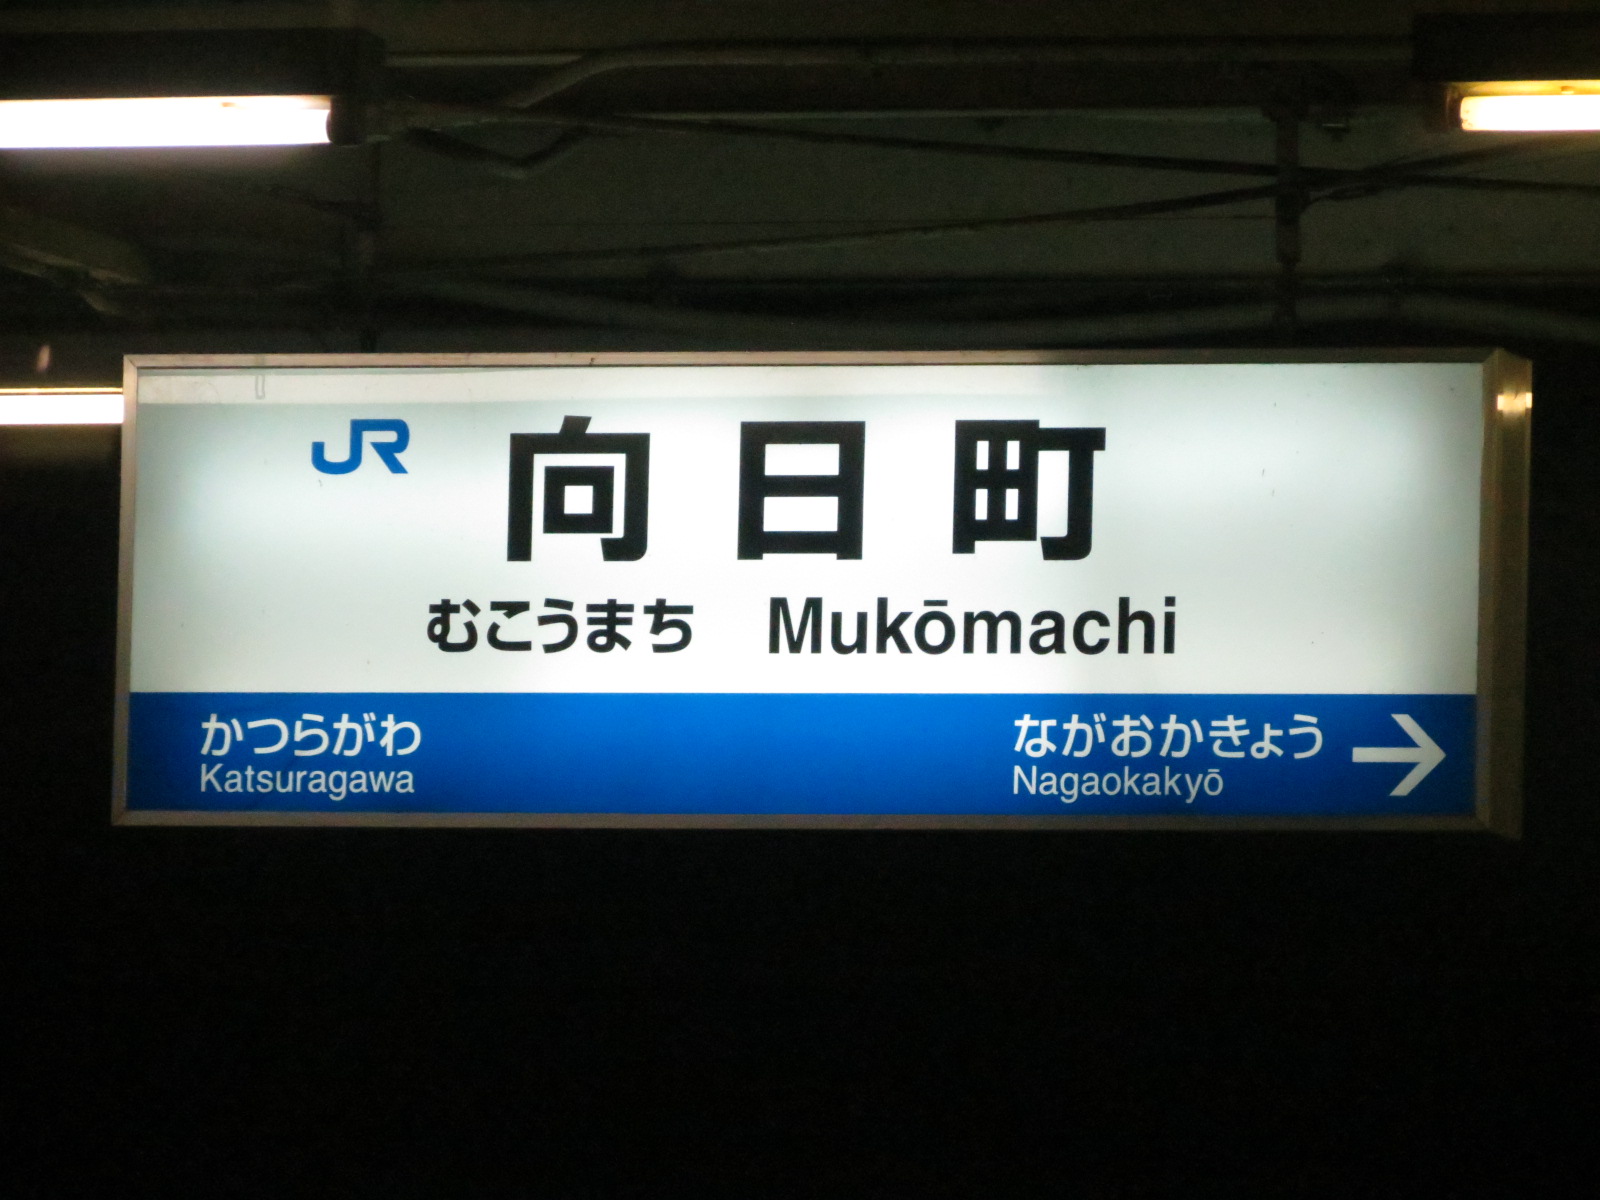 JR 向日町
むこうまち Mukōmachi
かつらがわ ながおかきょう →
Katsuragawa Nagaokakyō